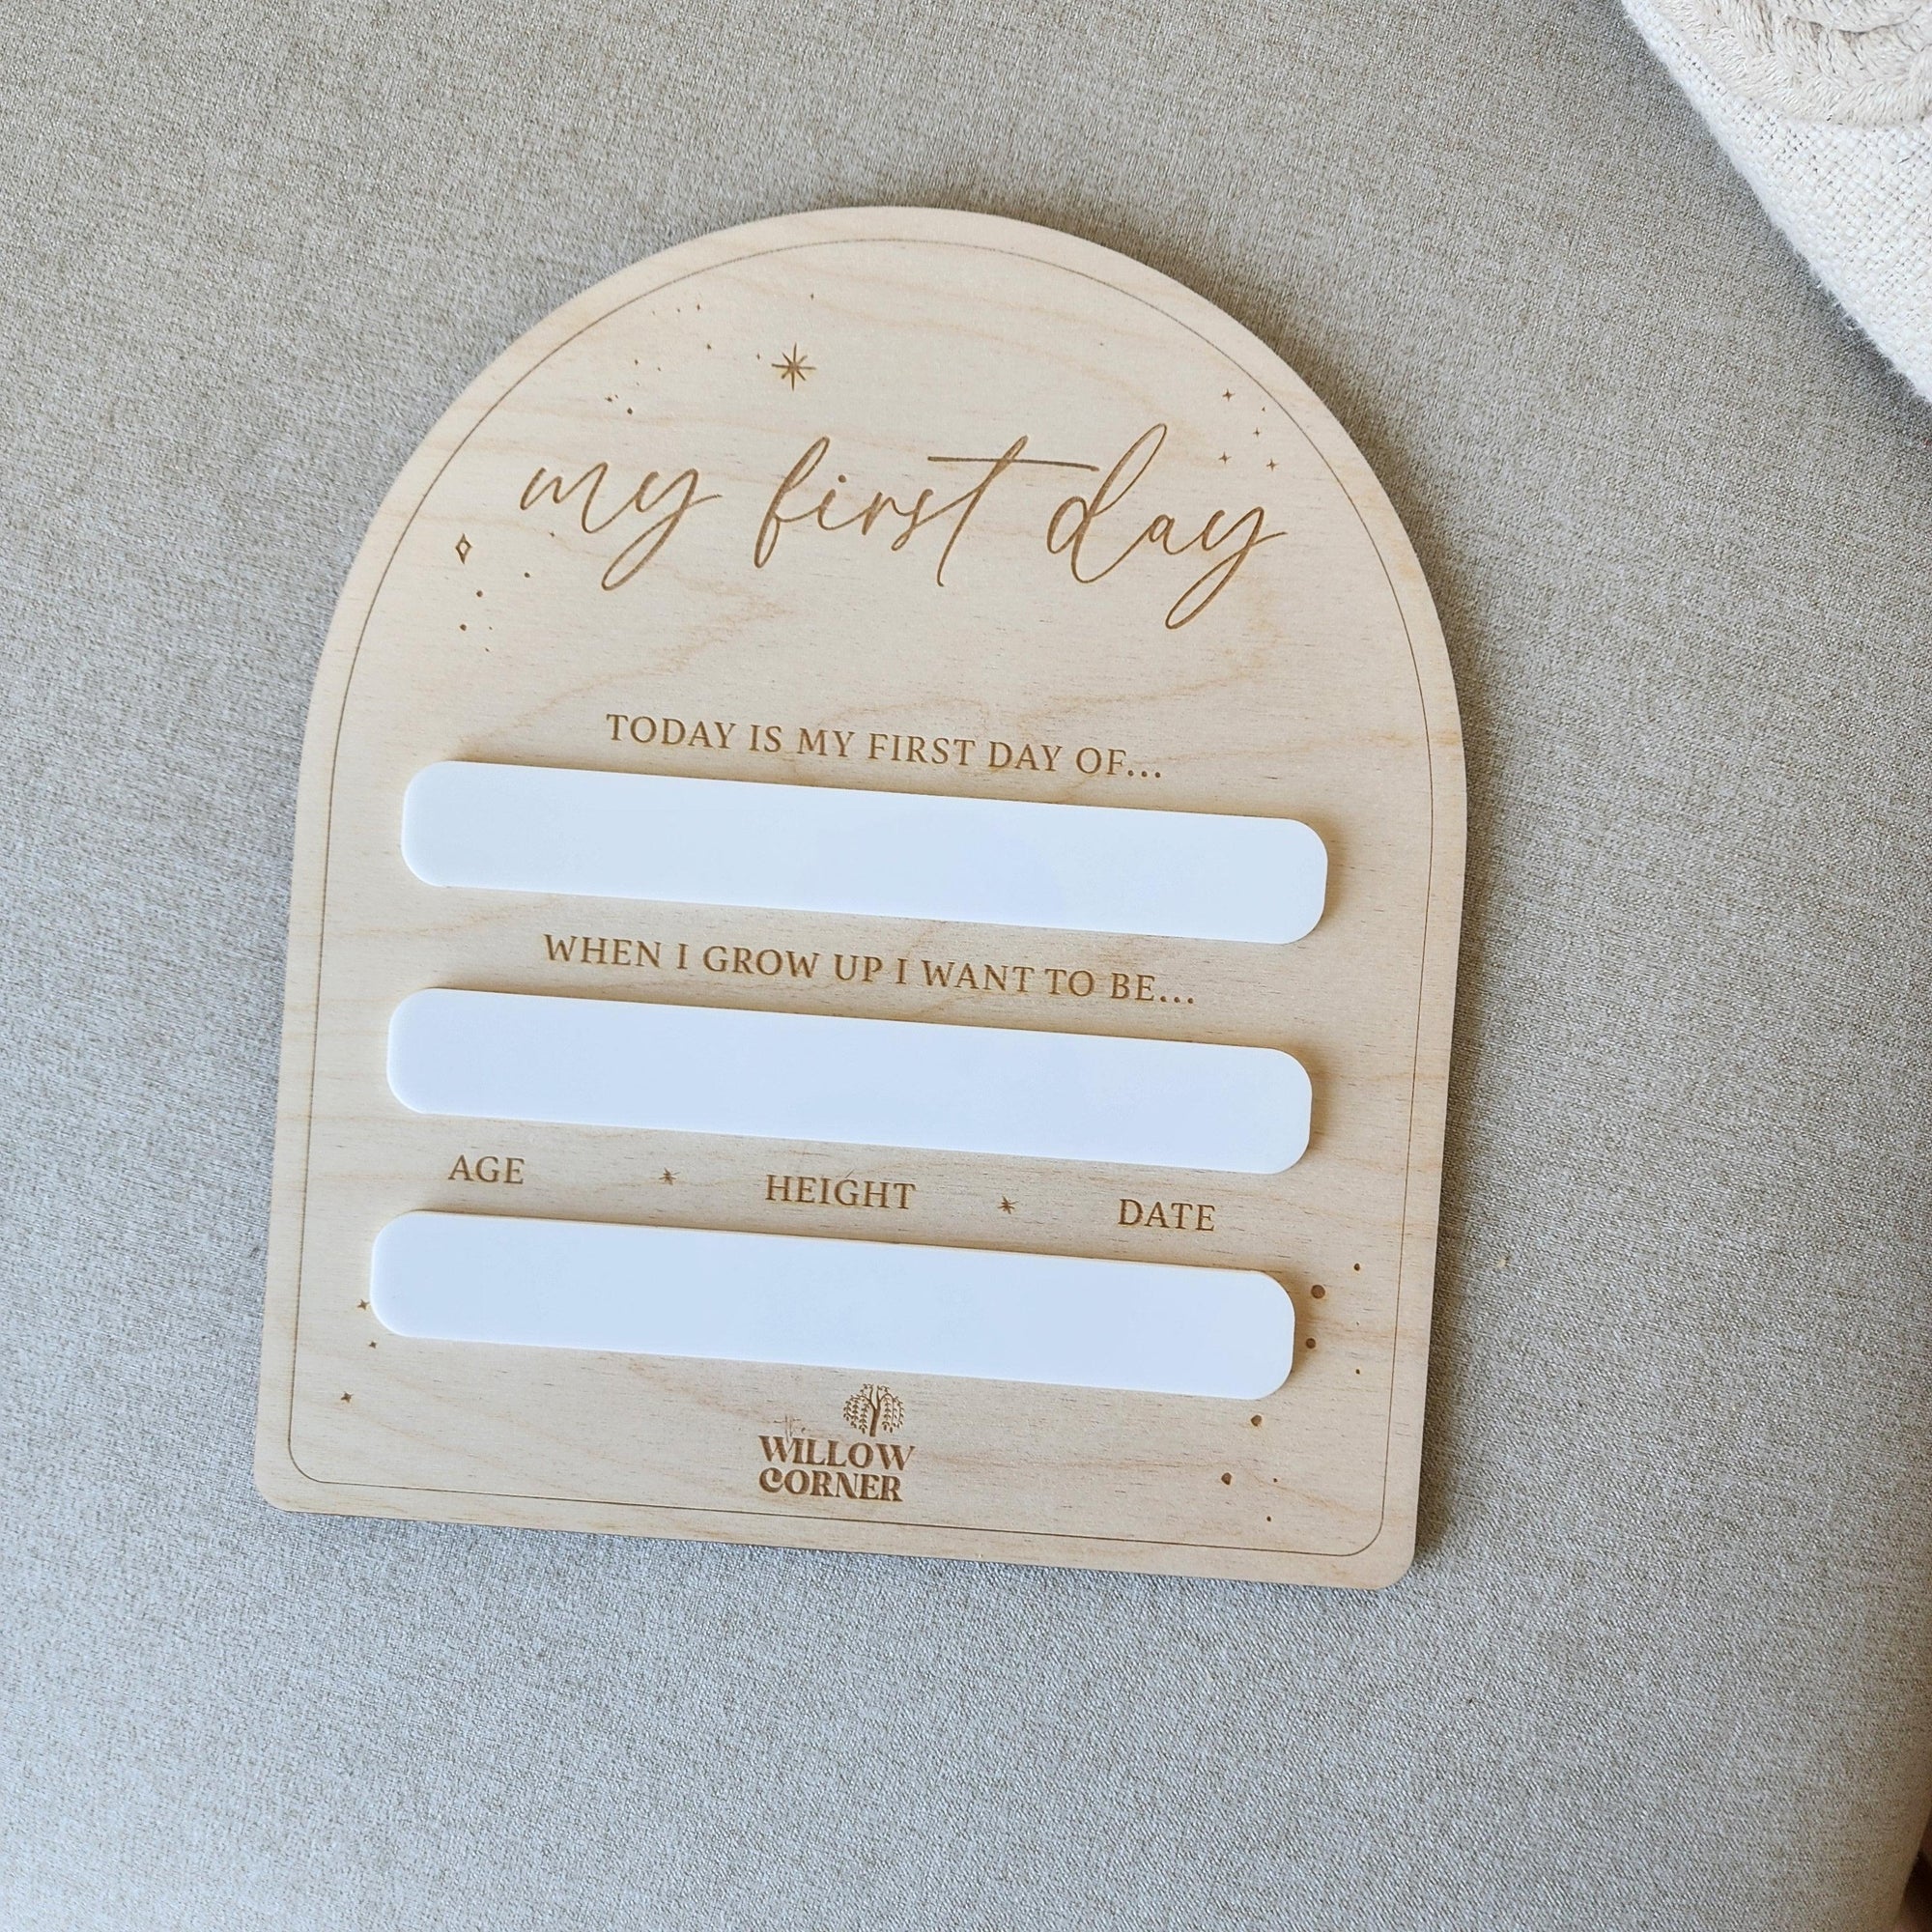 my first day
TODAY IS MY FIRST DAY OF...
WHEN I GROW UP I WANT TO BE...
AGE HEIGHT DATE
The
WILLOW
CORNER